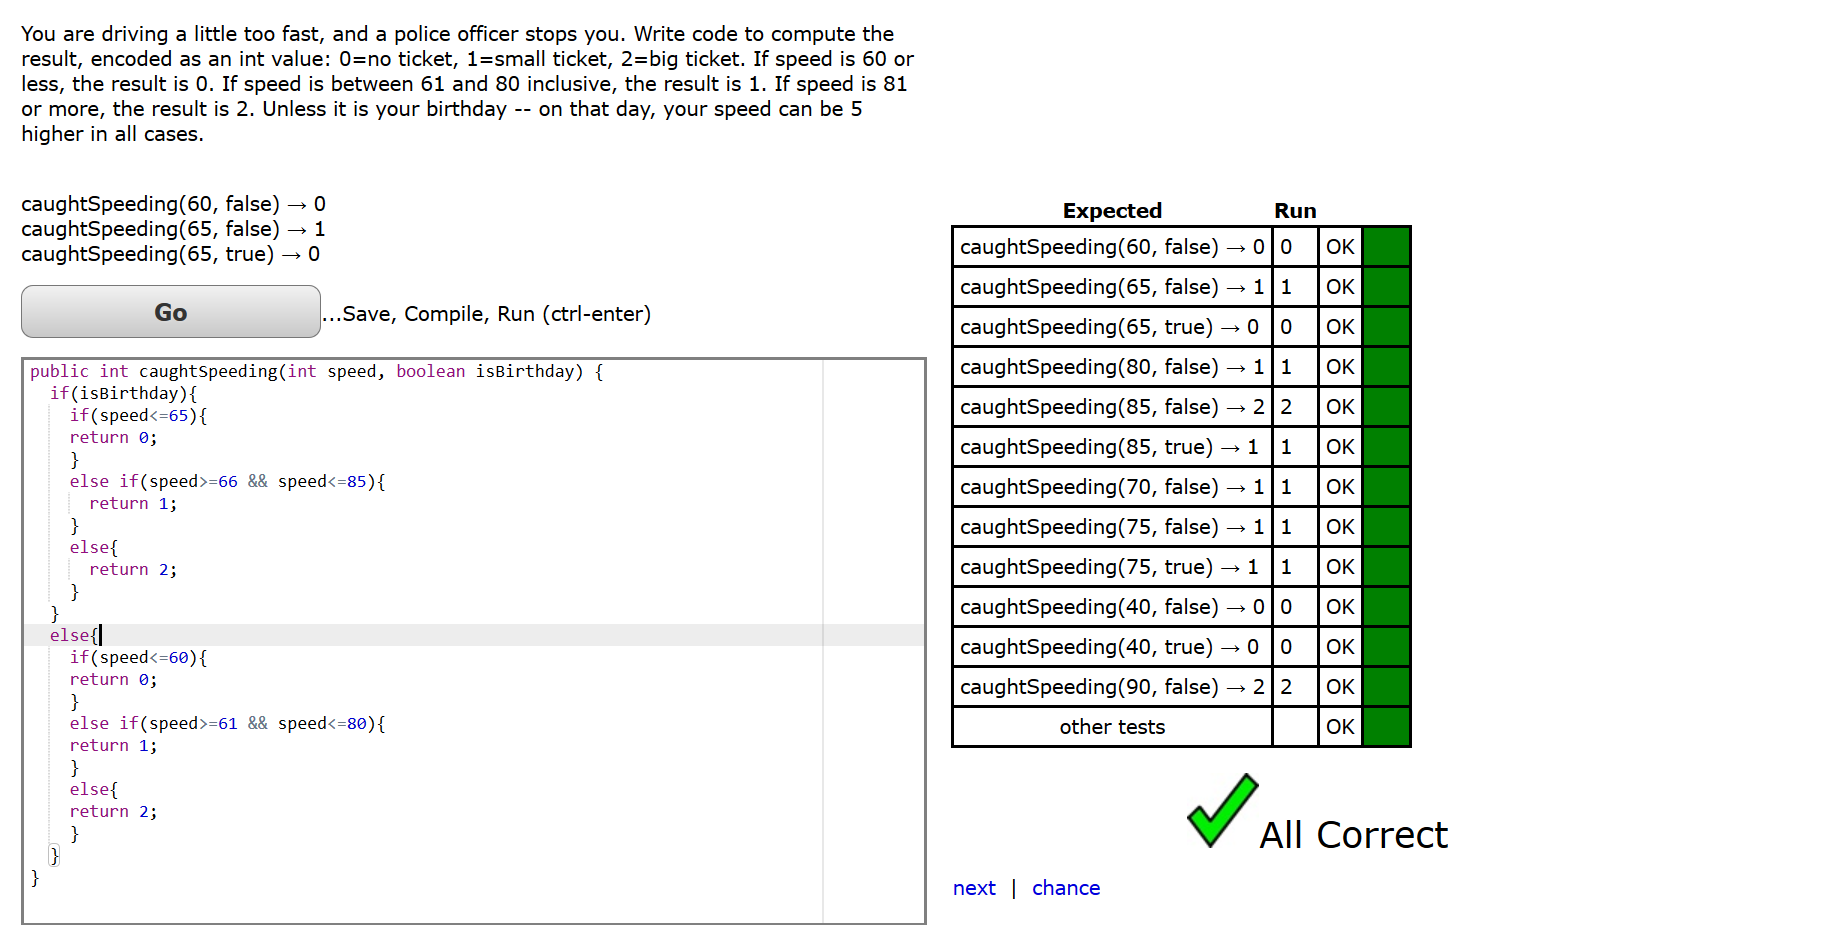 You are driving a little too fast, and a police officer stops you. Write code to compute the
result, encoded as an int value: 0=no ticket, 1=small ticket, 2=big ticket. If speed is 60 or
less, the result is 0. If speed is between 61 and 80 inclusive, the result is 1. If speed is 81
or more, the result is 2. Unless it is your birthday -- on that day, your speed can be 5
higher in all cases.
caughtSpeeding(60, false) → 0
caughtSpeeding(65, false) → 1
caughtSpeeding(65, true) → 0
Go
...Save, Compile, Run (ctrl-enter)
public int caughtSpeeding(int speed, boolean isBirthday) {
  if(isBirthday){
    if(speed<=65){
    return 0;
    }
    else if(speed>=66 && speed<=85){
      return 1;
    }
    else{
      return 2;
    }
  }
  else{
    if(speed<=60){
    return 0;
    }
    else if(speed>=61 && speed<=80){
    return 1;
    }
    else{
    return 2;
    }
  }
}
Expected Run
caughtSpeeding(60, false) → 0 0 OK
caughtSpeeding(65, false) → 1 1 OK
caughtSpeeding(65, true) → 0 0 OK
caughtSpeeding(80, false) → 1 1 OK
caughtSpeeding(85, false) → 2 2 OK
caughtSpeeding(85, true) → 1 1 OK
caughtSpeeding(70, false) → 1 1 OK
caughtSpeeding(75, false) → 1 1 OK
caughtSpeeding(75, true) → 1 1 OK
caughtSpeeding(40, false) → 0 0 OK
caughtSpeeding(40, true) → 0 0 OK
caughtSpeeding(90, false) → 2 2 OK
other tests OK
All Correct
next | chance